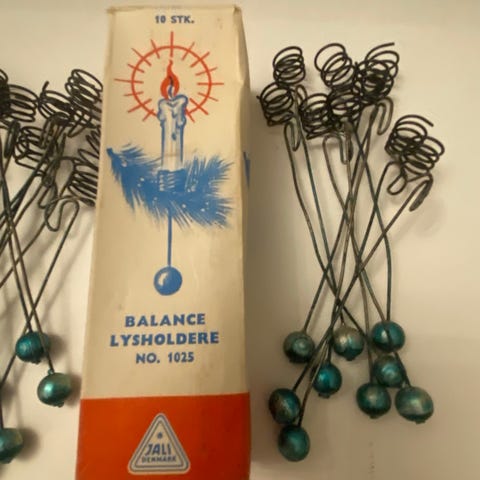 10 STK.
BALANCE
LYSHOLDERE
NO. 1025
JALI
DENMARK